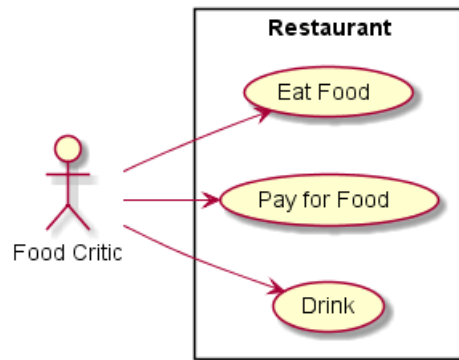 Restaurant
Eat Food
Pay for Food
Food Critic
Drink